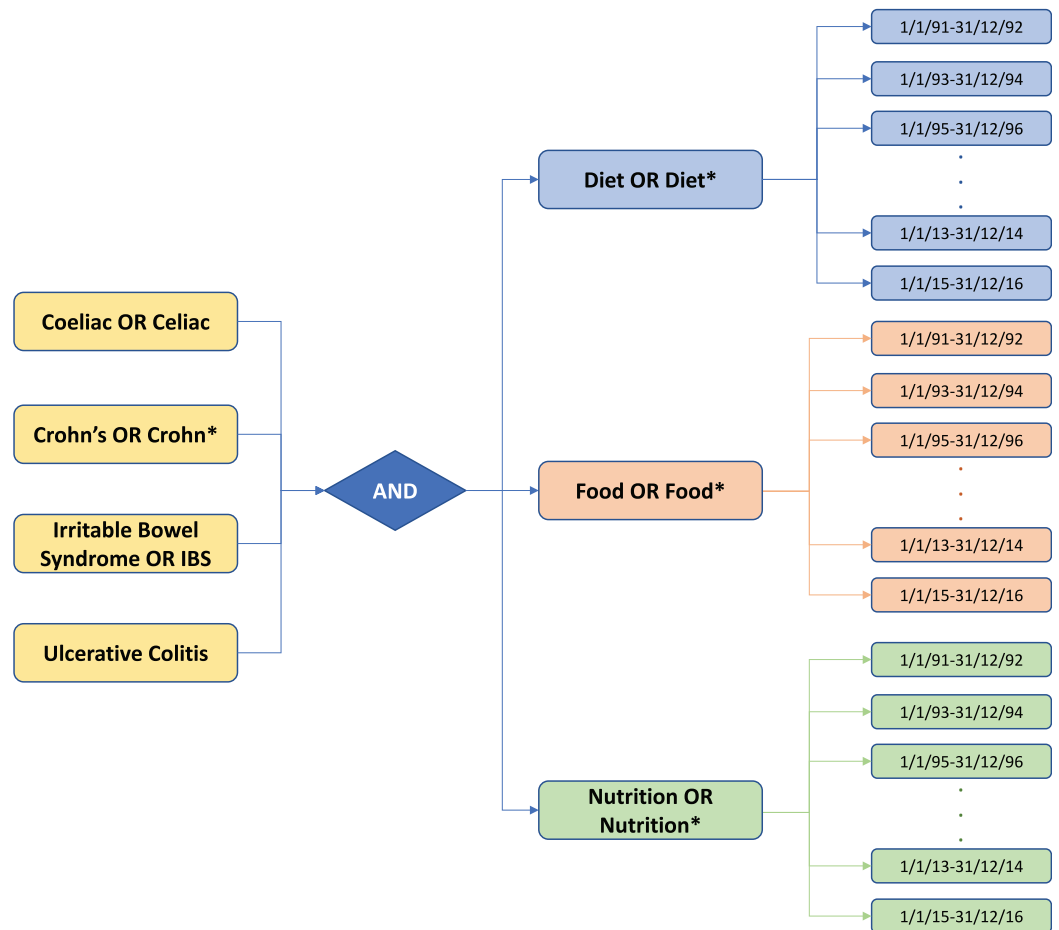 Coeliac OR Celiac
Crohn’s OR Crohn*
Irritable Bowel
Syndrome OR IBS
Ulcerative Colitis
AND
Diet OR Diet*
1/1/91-31/12/92
1/1/93-31/12/94
1/1/95-31/12/96
.
.
.
1/1/13-31/12/14
1/1/15-31/12/16
Food OR Food*
1/1/91-31/12/92
1/1/93-31/12/94
1/1/95-31/12/96
.
.
.
1/1/13-31/12/14
1/1/15-31/12/16
Nutrition OR
Nutrition*
1/1/91-31/12/92
1/1/93-31/12/94
1/1/95-31/12/96
.
.
.
1/1/13-31/12/14
1/1/15-31/12/16